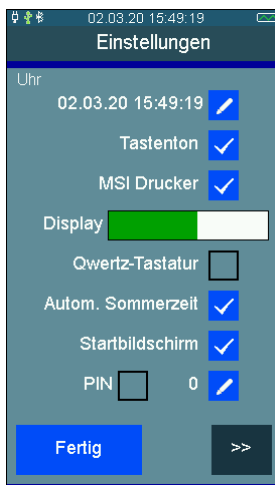 02.03.20 15:49:19
Einstellungen
Uhr
02.03.20 15:49:19
Tastenton
MSI Drucker
Display
Qwertz-Tastatur
Autom. Sommerzeit
Startbildschirm
PIN 0
Fertig >>